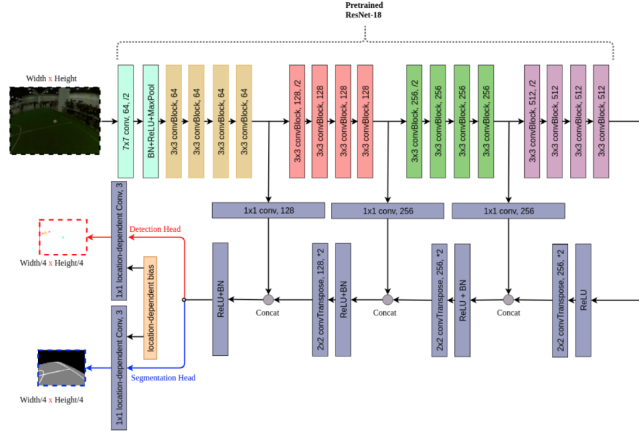 Pretrained
ResNet-18
Width x Height
7x7 conv, 64, /2
BN+ReLU+MaxPool
3x3 convBlock, 64
3x3 convBlock, 64
3x3 convBlock, 64
3x3 convBlock, 64
3x3 convBlock, 128, /2
3x3 convBlock, 128
3x3 convBlock, 128
3x3 convBlock, 128
3x3 convBlock, 256, /2
3x3 convBlock, 256
3x3 convBlock, 256
3x3 convBlock, 256
3x3 convBlock, 512, /2
3x3 convBlock, 512
3x3 convBlock, 512
3x3 convBlock, 512
1x1 conv, 128
1x1 conv, 256
1x1 conv, 256
1x1 location-dependent Conv, 3
Detection Head
Width/4 x Height/4
location-dependent bias
ReLU+BN
Concat
2x2 convTranspose, 128, *2
ReLU+BN
Concat
2x2 convTranspose, 256, *2
ReLU + BN
Concat
2x2 convTranspose, 256, *2
ReLU
1x1 location-dependent Conv, 3
Segmentation Head
Width/4 x Height/4